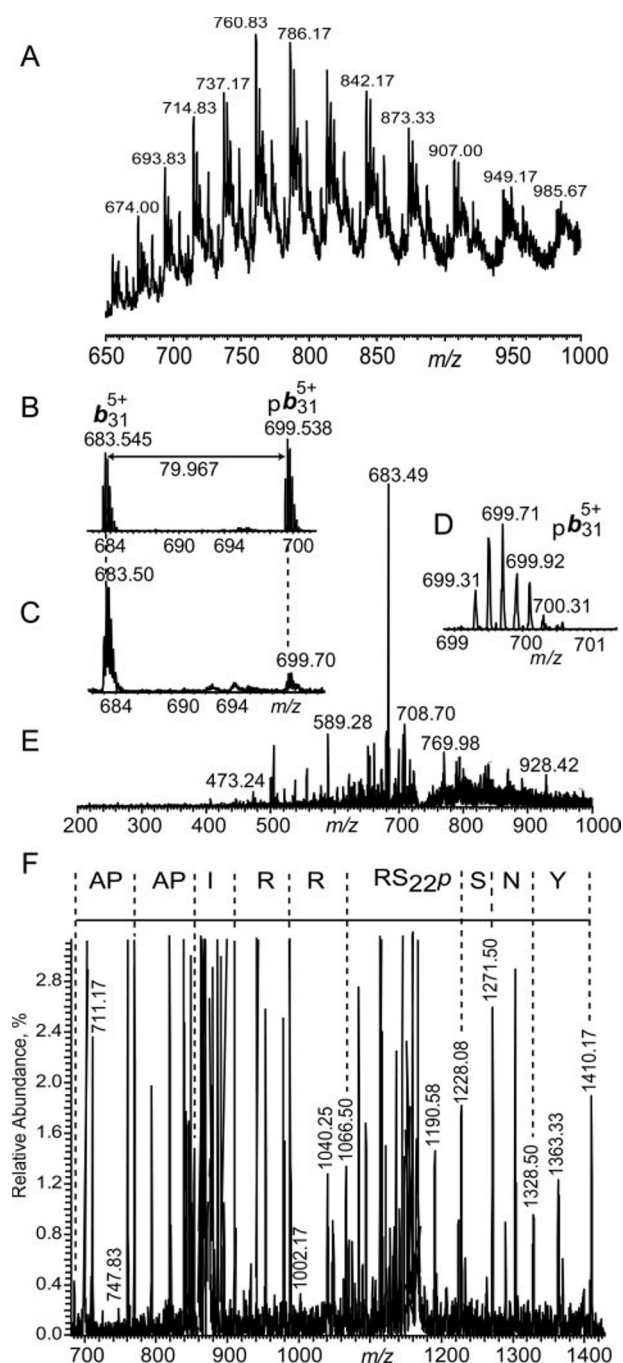 A
674.00
693.83
714.83
737.17
760.83
786.17
842.17
873.33
907.00
949.17
985.67
650 700 750 800 850 m/z 950 1000
B
b31 5+
683.545
79.967
pb31 5+
699.538
684 690 694 700
C
683.50
699.70
684 690 694 m/z
D
pb31 5+
699.31
699.71
699.92
700.31
699 700 701
m/z
E
473.24
589.28
683.49
708.70
769.98
928.42
200 300 m/z 500 600 700 800 m/z 1000
F
AP AP I R R RS22p S N Y
Relative Abundance, %
2.8
2.4
2.0
1.6
1.2
0.8
0.4
0.0
711.17
747.83
1002.17
1040.25
1066.50
1190.58
1228.08
1271.50
1328.50
1363.33
1410.17
700 800 900 1000 m/z 1200 1300 1400